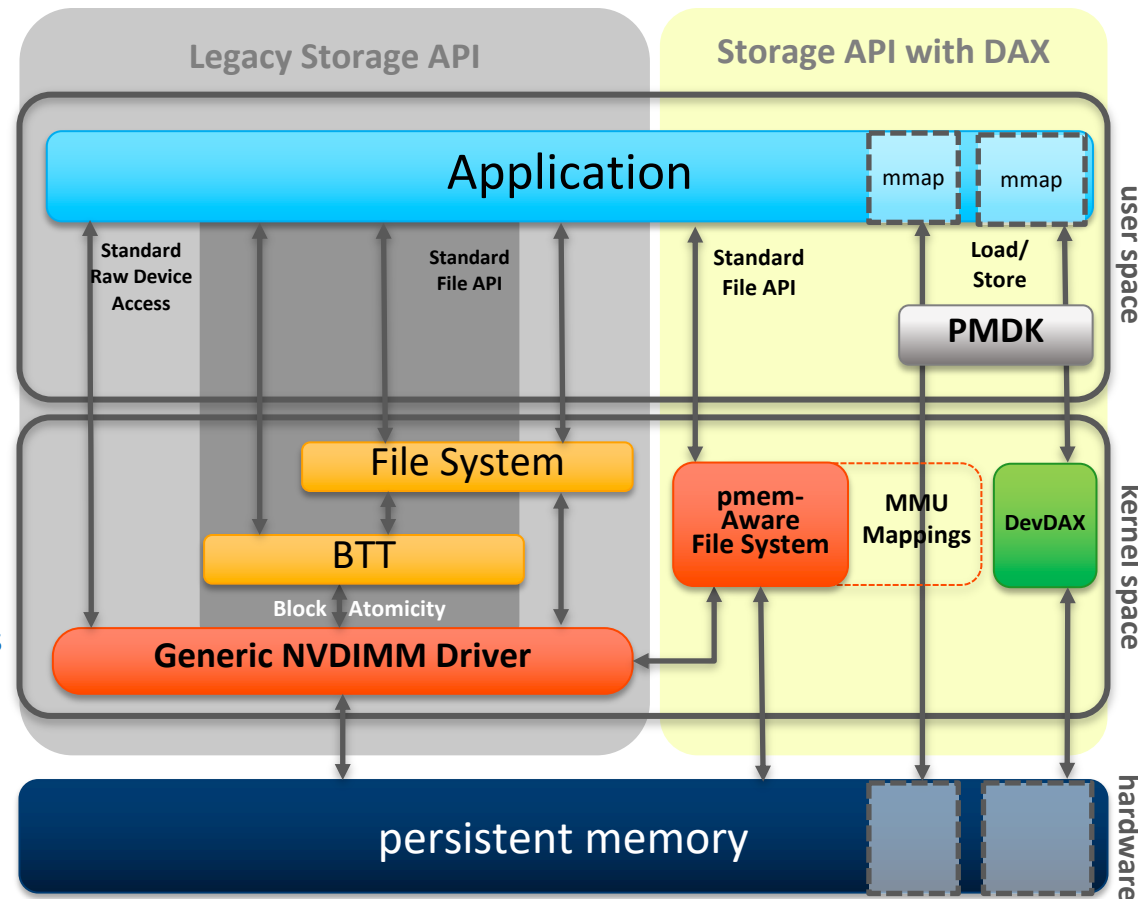 Legacy Storage API
Storage API with DAX
Application
mmap
mmap
user space
Standard
Raw Device
Access
Standard
File API
Standard
File API
Load/
Store
PMDK
File System
pmem-
Aware
File System
MMU
Mappings
DevDAX
kernel space
BTT
Block Atomicity
Generic NVDIMM Driver
persistent memory
hardware